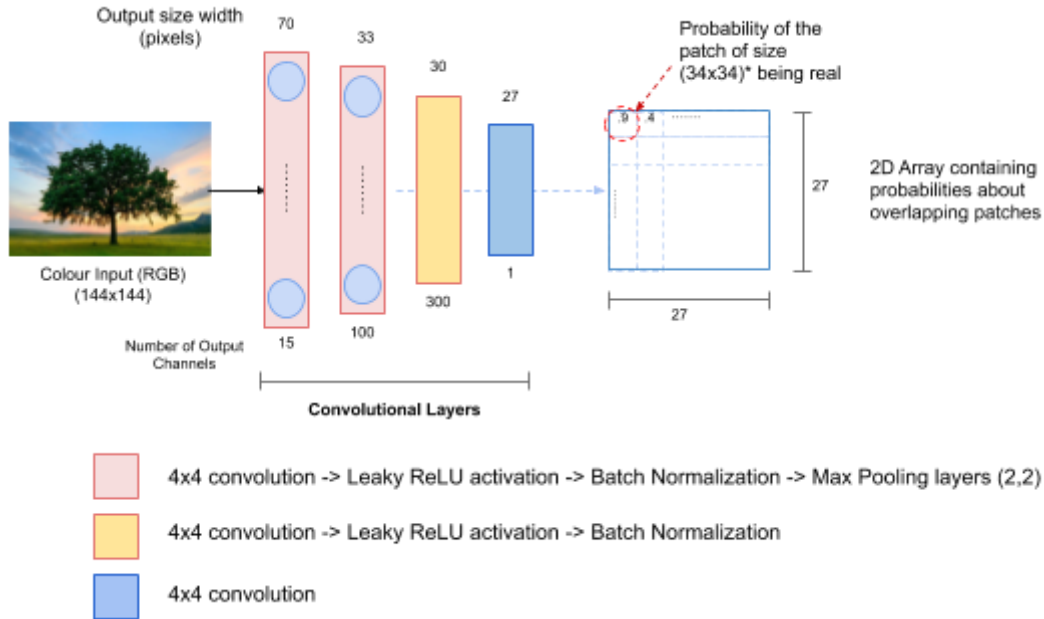 Output size width
(pixels)
70
33
30
27
Probability of the
patch of size
(34x34)* being real
.9
.4
........
27
2D Array containing
probabilities about
overlapping patches
Colour Input (RGB)
(144x144)
1
300
100
15
27
Number of Output
Channels
Convolutional Layers
4x4 convolution -> Leaky ReLU activation -> Batch Normalization -> Max Pooling layers (2,2)
4x4 convolution -> Leaky ReLU activation -> Batch Normalization
4x4 convolution